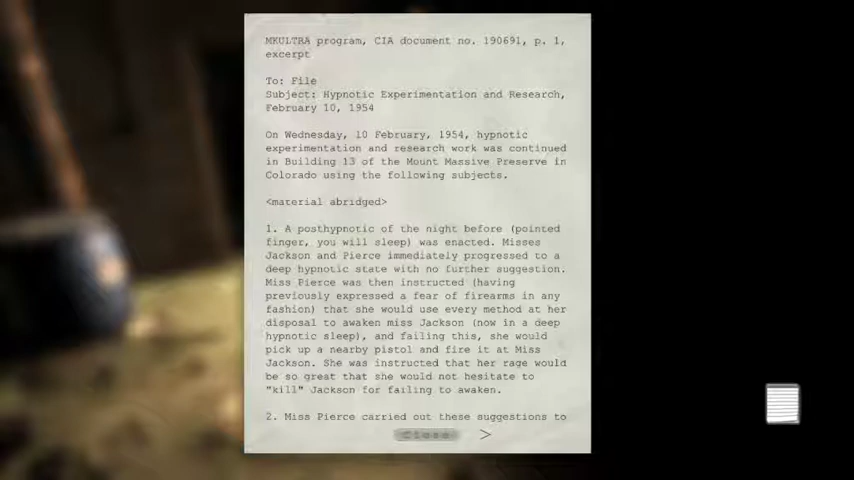 MKULTRA program, CIA document no. 190691, p. 1,
excerpt
To: File
Subject: Hypnotic Experimentation and Research,
February 10, 1954
On Wednesday, 10 February, 1954, hypnotic
experimentation and research work was continued
in Building 13 of the Mount Massive Preserve in
Colorado using the following subjects.
<material abridged>
1. A posthypnotic of the night before (pointed
finger, you will sleep) was enacted. Misses
Jackson and Pierce immediately progressed to a
deep hypnotic state with no further suggestion.
Miss Pierce was then instructed (having
previously expressed a fear of firearms in any
fashion) that she would use every method at her
disposal to awaken miss Jackson (now in a deep
hypnotic sleep), and failing this, she would
pick up a nearby pistol and fire it at Miss
Jackson. She was instructed that her rage would
be so great that she would not hesitate to
"kill" Jackson for failing to awaken.
2. Miss Pierce carried out these suggestions to
Close >